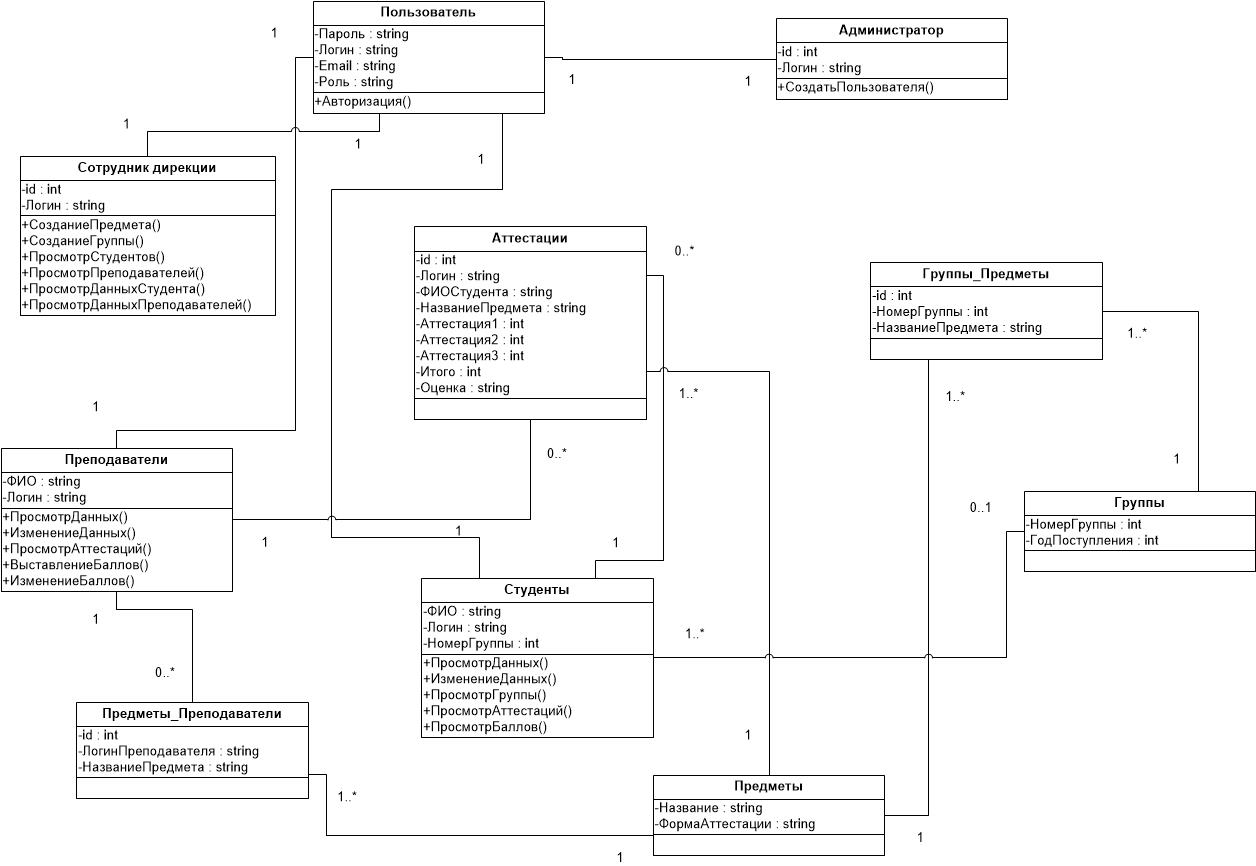 Пользователь
-Пароль : string
-Логин : string
-Email : string
-Роль : string
+Авторизация()
1
1
1
1
1
1
Администратор
-id : int
-Логин : string
+СоздатьПользователя()
Сотрудник дирекции
-id : int
-Логин : string
+СозданиеПредмета()
+СозданиеГруппы()
+ПросмотрСтудентов()
+ПросмотрПреподавателей()
+ПросмотрДанныхСтудента()
+ПросмотрДанныхПреподавателей()
Аттестации
-id : int
-Логин : string
-ФИОСтудента : string
-НазваниеПредмета : string
-Аттестация1 : int
-Аттестация2 : int
-Аттестация3 : int
-Итого : int
-Оценка : string
0..*
1..*
0..*
Группы_Предметы
-id : int
-НомерГруппы : int
-НазваниеПредмета : string
1..*
1..*
1
0..1
Группы
-НомерГруппы : int
-ГодПоступления : int
1
Преподаватели
-ФИО : string
-Логин : string
+ПросмотрДанных()
+ИзменениеДанных()
+ПросмотрАттестаций()
+ВыставлениеБаллов()
+ИзменениеБаллов()
1
1
1
1
Студенты
-ФИО : string
-Логин : string
-НомерГруппы : int
+ПросмотрДанных()
+ИзменениеДанных()
+ПросмотрГруппы()
+ПросмотрАттестаций()
+ПросмотрБаллов()
1..*
0..*
Предметы_Преподаватели
-id : int
-ЛогинПреподавателя : string
-НазваниеПредмета : string
1..*
1
Предметы
-Название : string
-ФормаАттестации : string
1
1